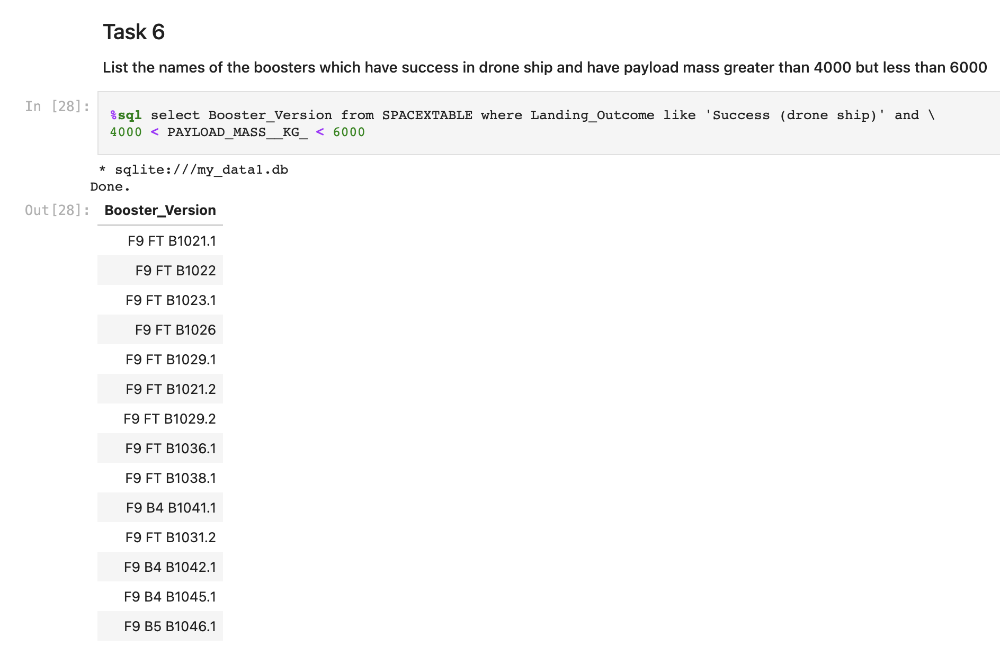 Task 6
List the names of the boosters which have success in drone ship and have payload mass greater than 4000 but less than 6000
In [28]:
%sql select Booster_Version from SPACEXTABLE where Landing_Outcome like 'Success (drone ship)' and \
4000 < PAYLOAD_MASS__KG_ < 6000
* sqlite:///my_data1.db
Done.
Out[28]:
Booster_Version
F9 FT B1021.1
F9 FT B1022
F9 FT B1023.1
F9 FT B1026
F9 FT B1029.1
F9 FT B1021.2
F9 FT B1029.2
F9 FT B1036.1
F9 FT B1038.1
F9 B4 B1041.1
F9 FT B1031.2
F9 B4 B1042.1
F9 B4 B1045.1
F9 B5 B1046.1